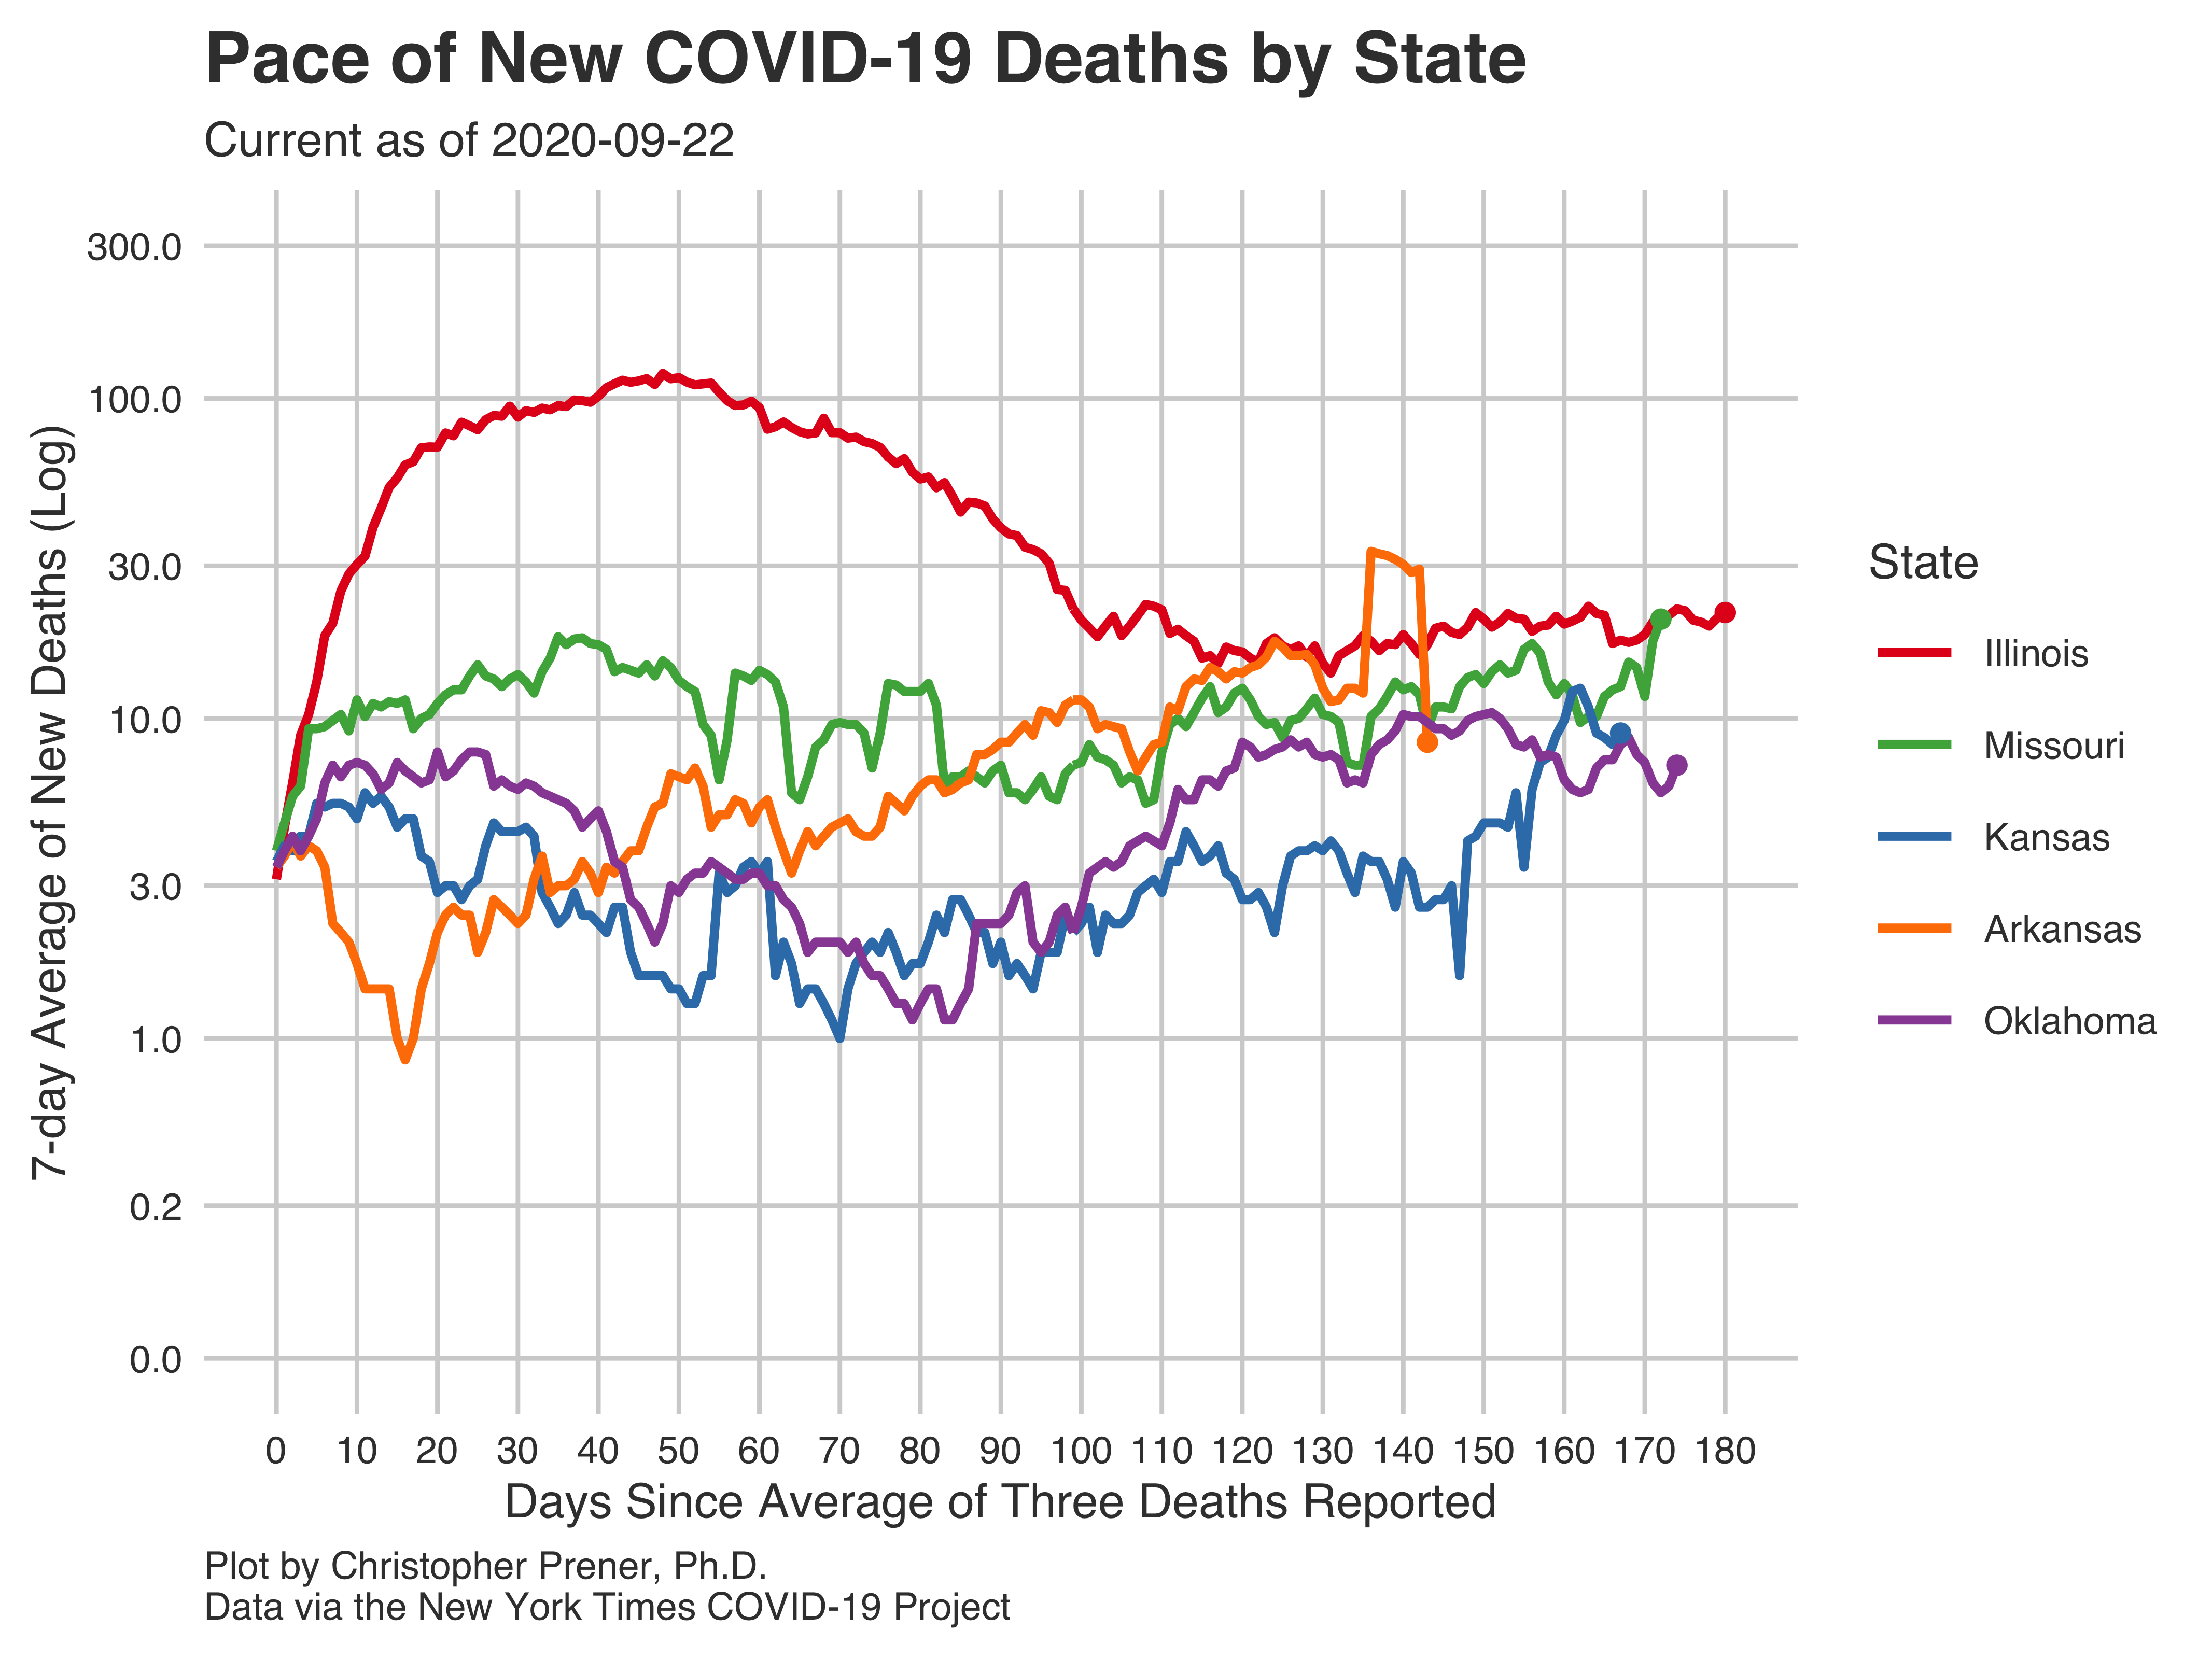 Pace of New COVID-19 Deaths by State
Current as of 2020-09-22
7-day Average of New Deaths (Log)
300.0
100.0
30.0
10.0
3.0
1.0
0.2
0.0
0 10 20 30 40 50 60 70 80 90 100 110 120 130 140 150 160 170 180
Days Since Average of Three Deaths Reported
State
Illinois
Missouri
Kansas
Arkansas
Oklahoma
Plot by Christopher Prener, Ph.D.
Data via the New York Times COVID-19 Project